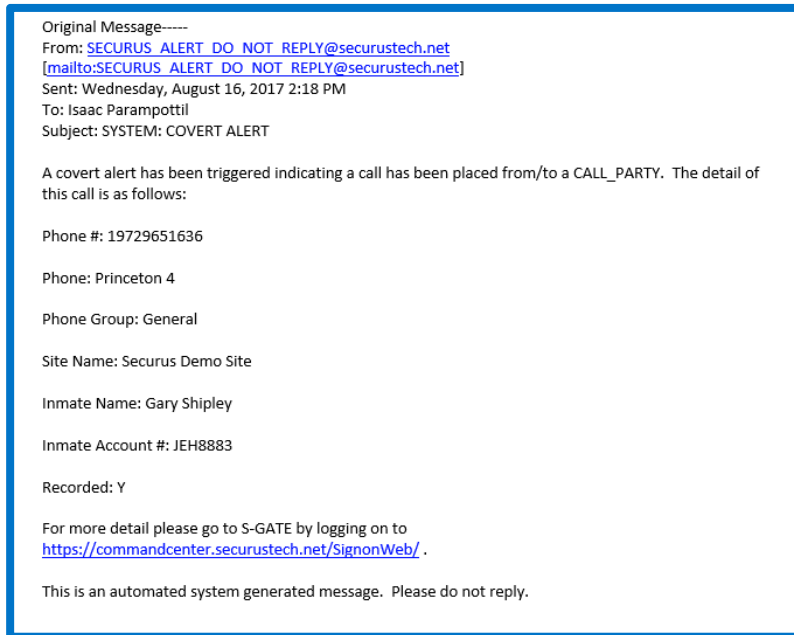 Original Message-----
From: SECURUS_ALERT_DO_NOT_REPLY@securustech.net
[mailto:SECURUS_ALERT_DO_NOT_REPLY@securustech.net]
Sent: Wednesday, August 16, 2017 2:18 PM
To: Isaac Parampottil
Subject: SYSTEM: COVERT ALERT
A covert alert has been triggered indicating a call has been placed from/to a CALL_PARTY.  The detail of
this call is as follows:
Phone #: 19729651636
Phone: Princeton 4
Phone Group: General
Site Name: Securus Demo Site
Inmate Name: Gary Shipley
Inmate Account #: JEH8883
Recorded: Y
For more detail please go to S-GATE by logging on to
https://commandcenter.securustech.net/SignonWeb/ .
This is an automated system generated message.  Please do not reply.